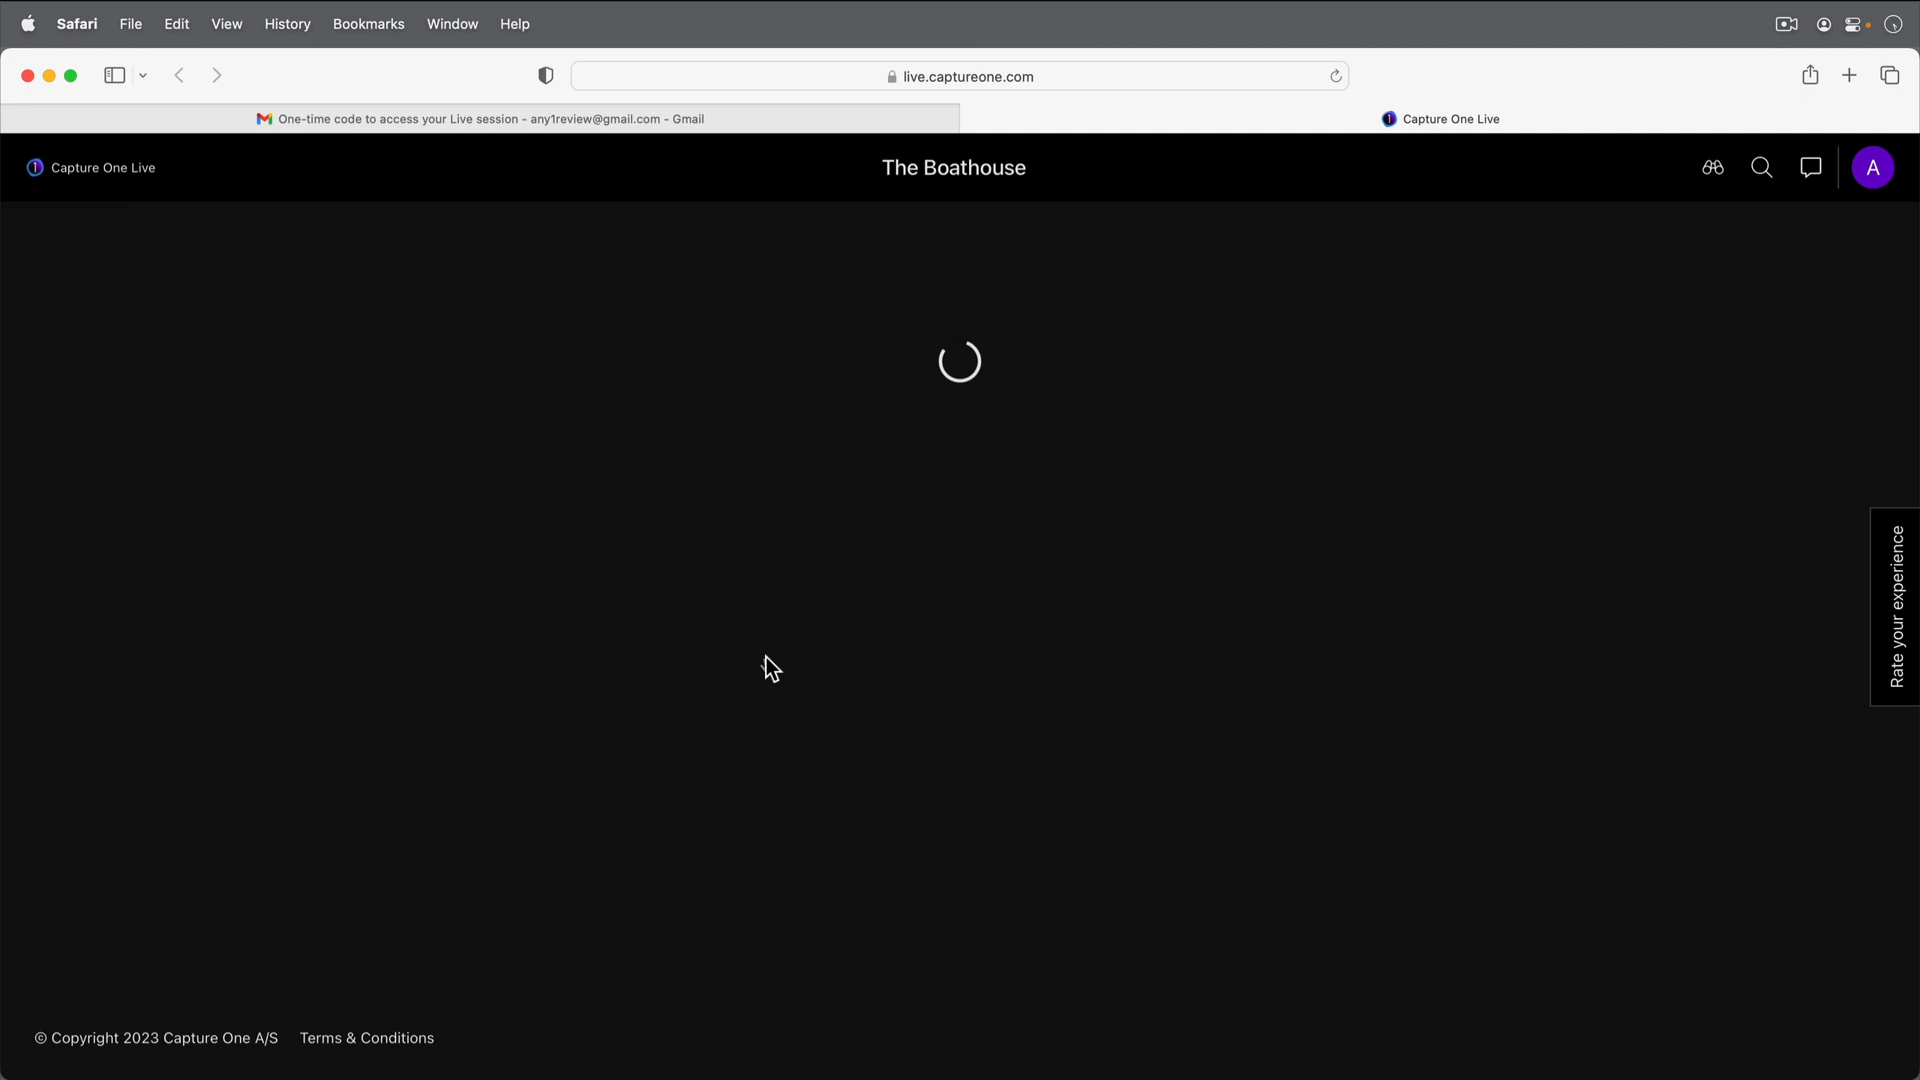 Safari File Edit View History Bookmarks Window Help
live.captureone.com
One-time code to access your Live session - any1review@gmail.com - Gmail
Capture One Live
1 Capture One Live
The Boathouse
A
Rate your experience
© Copyright 2023 Capture One A/S Terms & Conditions